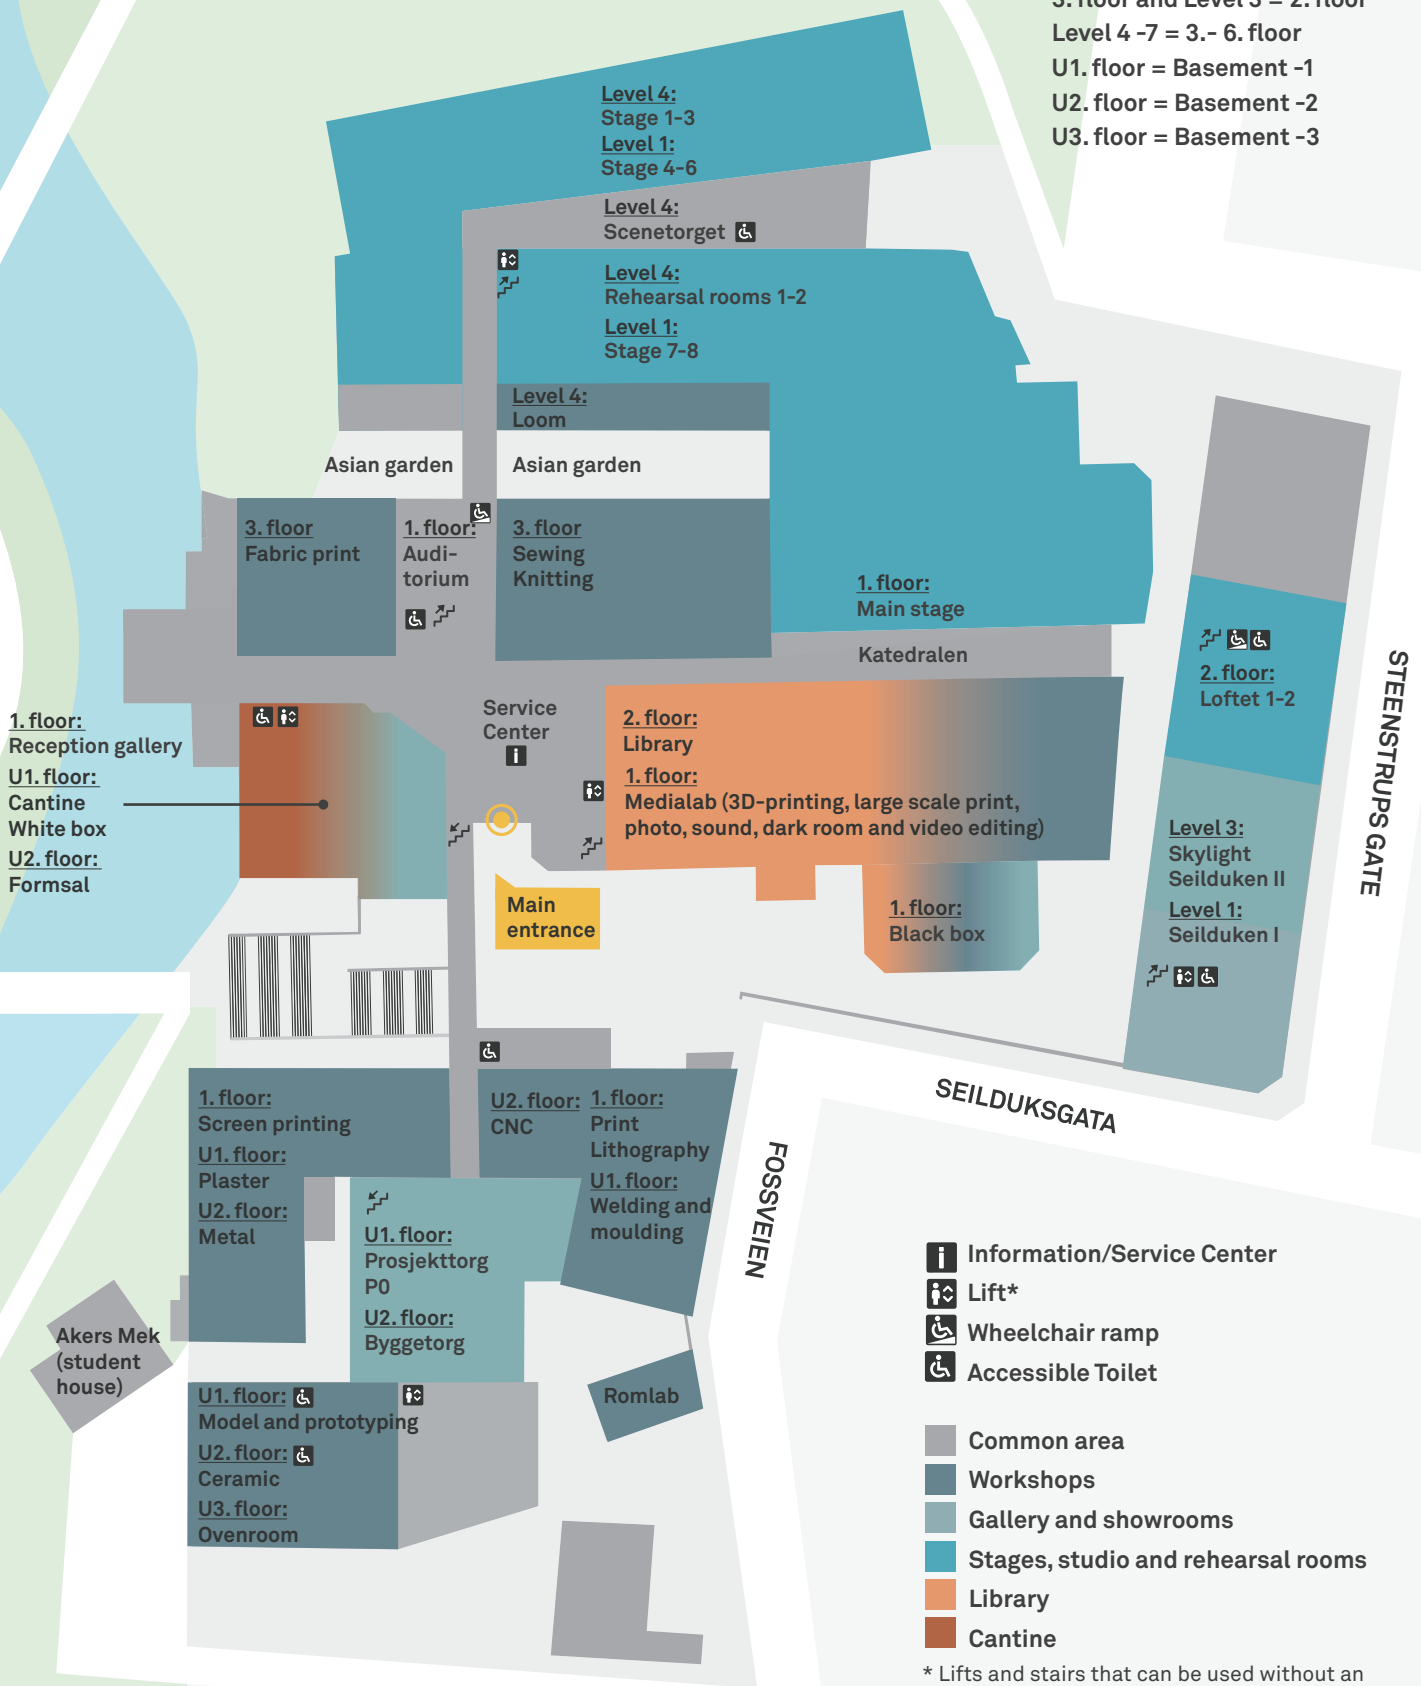 3. floor and Level 3 = 2. floor
Level 4 -7 = 3.- 6. floor
U1. floor = Basement -1
U2. floor = Basement -2
U3. floor = Basement -3
Level 4:
Stage 1-3
Level 1:
Stage 4-6
Level 4:
Scenetorget
Level 4:
Rehearsal rooms 1-2
Level 1:
Stage 7-8
Level 4:
Loom
Asian garden
Asian garden
3. floor
Fabric print
1. floor:
Audi-
torium
3. floor
Sewing
Knitting
1. floor:
Main stage
Katedralen
2. floor:
Loftet 1-2
STEENSTRUPS GATE
1. floor:
Reception gallery
U1. floor:
Cantine
White box
U2. floor:
Formsal
Service
Center
i
2. floor:
Library
1. floor:
Medialab (3D-printing, large scale print,
photo, sound, dark room and video editing)
Level 3:
Skylight
Seilduken II
Level 1:
Seilduken I
Main
entrance
1. floor:
Black box
SEILDUKSGATA
1. floor:
Screen printing
U1. floor:
Plaster
U2. floor:
Metal
U2. floor:
CNC
1. floor:
Print
Lithography
U1. floor:
Welding and
moulding
FOSSVEIEN
U1. floor:
Prosjekttorg
P0
U2. floor:
Byggetorg
Akers Mek
(student
house)
U1. floor:
Model and prototyping
U2. floor:
Ceramic
U3. floor:
Ovenroom
Romlab
i Information/Service Center
Lift*
Wheelchair ramp
Accessible Toilet
Common area
Workshops
Gallery and showrooms
Stages, studio and rehearsal rooms
Library
Cantine
* Lifts and stairs that can be used without an